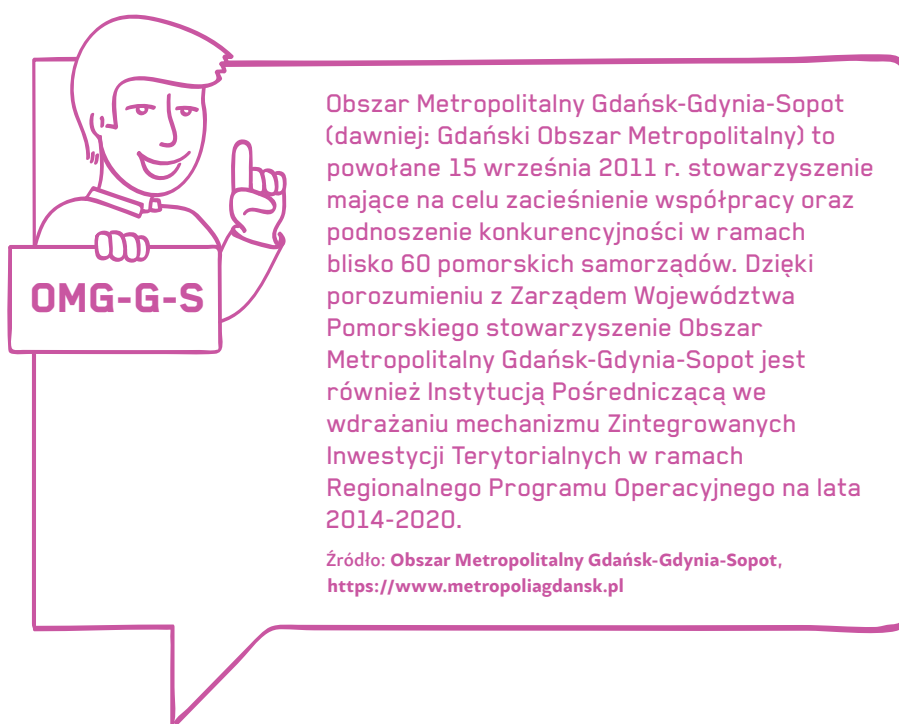 OMG-G-S
Obszar Metropolitalny Gdańsk-Gdynia-Sopot
(dawniej: Gdański Obszar Metropolitalny) to
powołane 15 września 2011 r. stowarzyszenie
mające na celu zacieśnienie współpracy oraz
podnoszenie konkurencyjności w ramach
blisko 60 pomorskich samorządów. Dzięki
porozumieniu z Zarządem Województwa
Pomorskiego stowarzyszenie Obszar
Metropolitalny Gdańsk-Gdynia-Sopot jest
również Instytucją Pośredniczącą we
wdrażaniu mechanizmu Zintegrowanych
Inwestycji Terytorialnych w ramach
Regionalnego Programu Operacyjnego na lata
2014-2020.
Źródło: Obszar Metropolitalny Gdańsk-Gdynia-Sopot,
https://www.metropoliagdansk.pl